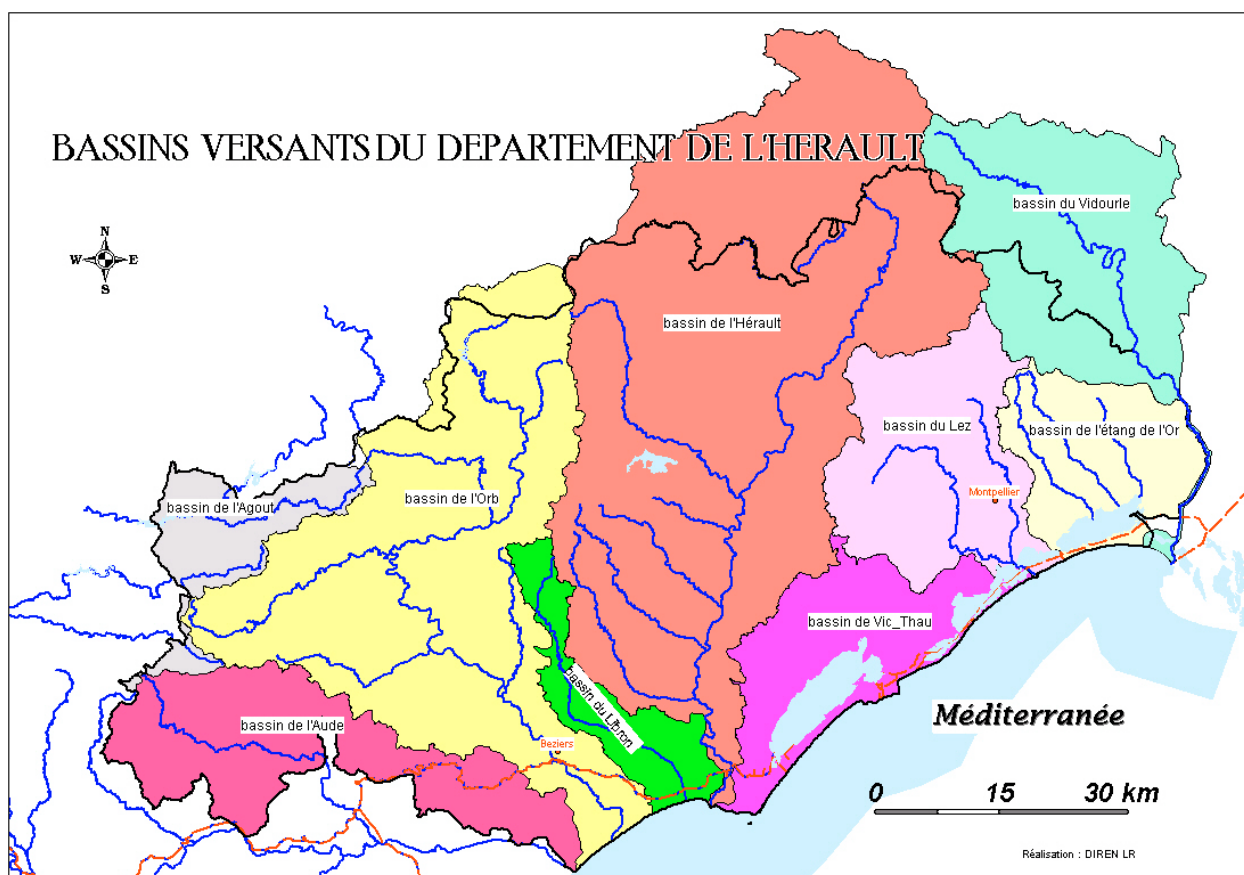 BASSINS VERSANTS DU DEPARTEMENT DE L'HERAULT
N
W E
S
bassin du Vidourle
bassin de l'Hérault
bassin du Lez
bassin de l'étang de l'Or
bassin de l'Orb
bassin de l'Agout
Montpellier
bassin de Vic_Thau
bassin du Libron
bassin de l'Aude
Beziers
Méditerranée
0 15 30 km
Réalisation : DIREN LR